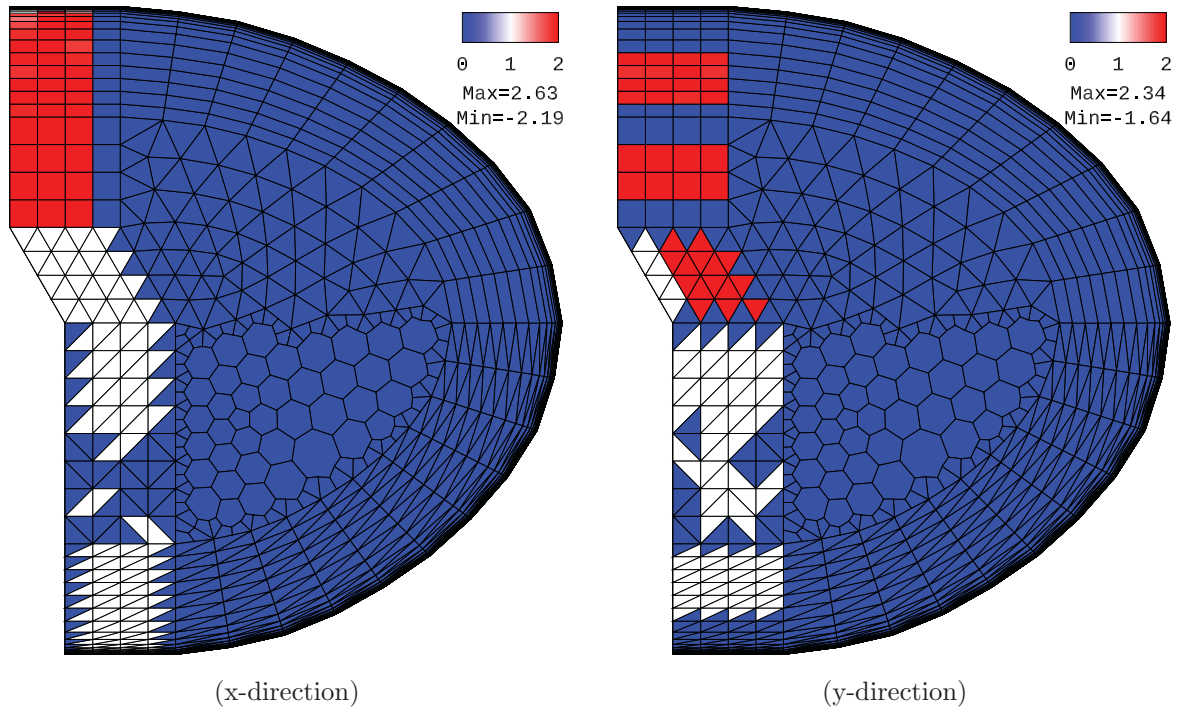 0 1 2
Max=2.63
Min=-2.19
0 1 2
Max=2.34
Min=-1.64
(x-direction)
(y-direction)